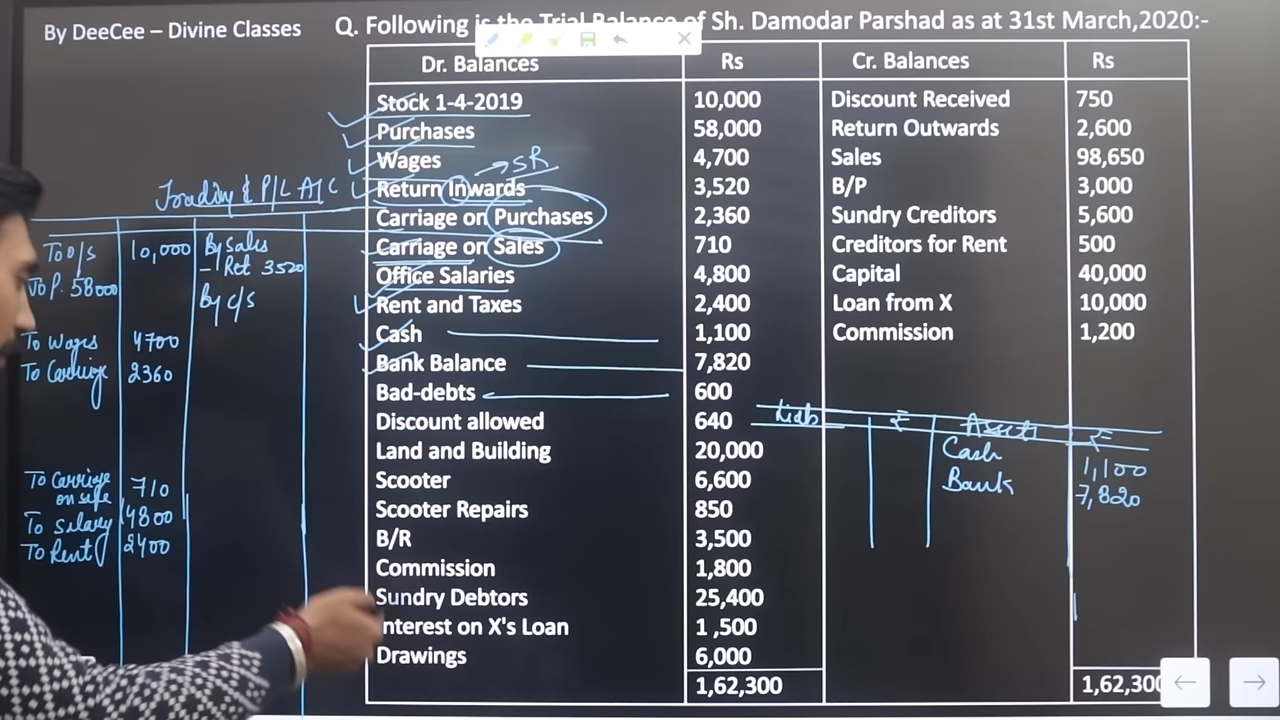 By DeeCee – Divine Classes
Q. Following is the Trial Balance of Sh. Damodar Parshad as at 31st March,2020:-
Dr. Balances Rs Cr. Balances Rs
Stock 1-4-2019 10,000 Discount Received 750
Purchases 58,000 Return Outwards 2,600
Wages 4,700 Sales 98,650
→ SR
Return Inwards 3,520 B/P 3,000
Carriage on Purchases 2,360 Sundry Creditors 5,600
Carriage on Sales 710 Creditors for Rent 500
Office Salaries 4,800 Capital 40,000
Rent and Taxes 2,400 Loan from X 10,000
Cash 1,100 Commission 1,200
Bank Balance 7,820
Bad-debts 600
Discount allowed 640
Land and Building 20,000
Scooter 6,600
Scooter Repairs 850
B/R 3,500
Commission 1,800
Sundry Debtors 25,400
nterest on X's Loan 1 ,500
Drawings 6,000
1,62,300 1,62,300
Trading & P/L A/C
To o/s 10,000 By Sales
- Ret 3520
To P. 58000
By c/s
To Wages 4700
To Carriage 2360
To Carriage on sale 710
To Salary 4800
To Rent 2400
Liab ₹ Assets ₹
Cash 1,100
Bank 7,820
← →